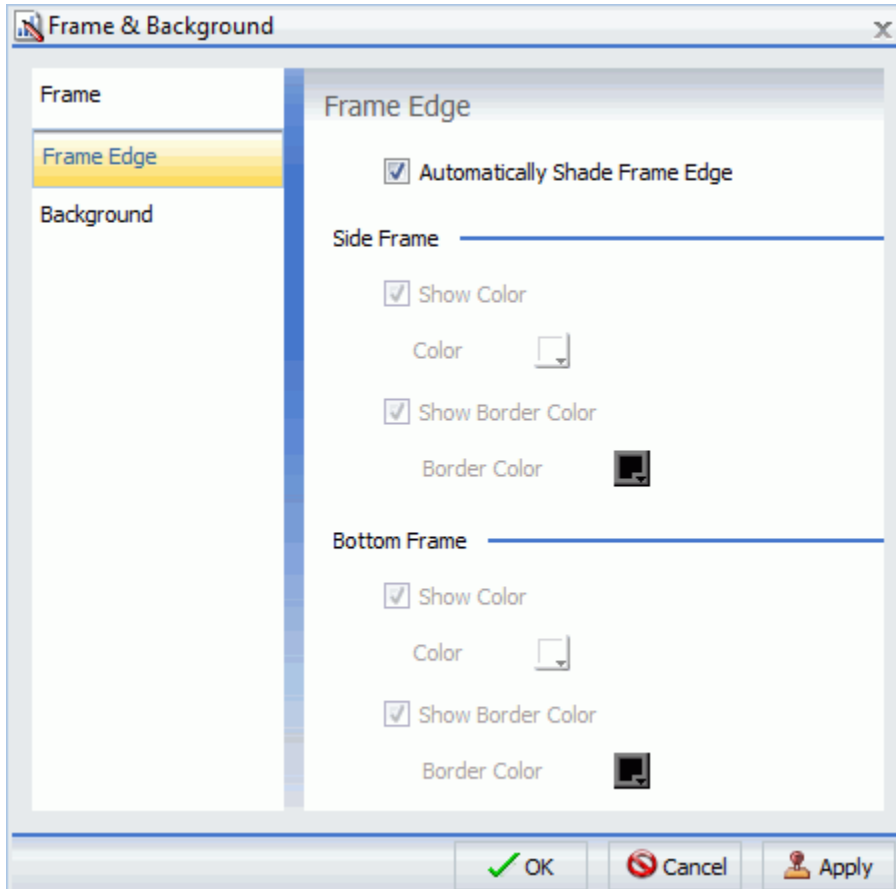 Frame & Background
Frame
Frame Edge
Background
Frame Edge
Automatically Shade Frame Edge
Side Frame
Show Color
Color
Show Border Color
Border Color
Bottom Frame
Show Color
Color
Show Border Color
Border Color
OK
Cancel
Apply